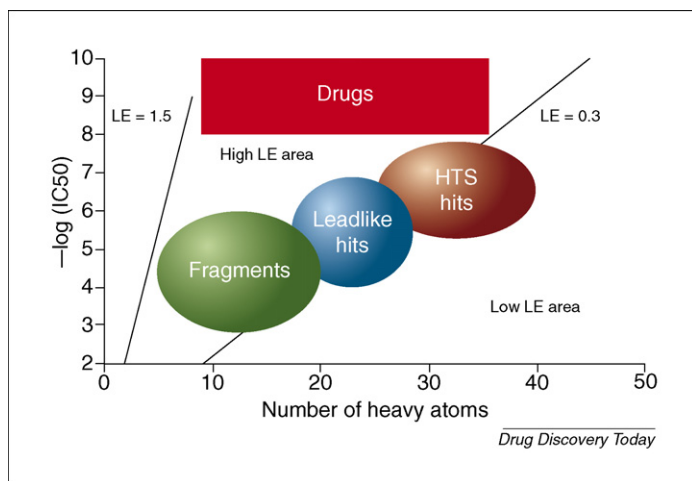 10
9
8
7
6
5
4
3
2
—log (IC50)
LE = 1.5
Drugs
LE = 0.3
High LE area
HTS
hits
Leadlike
hits
Fragments
Low LE area
0
10
20
30
40
50
Number of heavy atoms
Drug Discovery Today